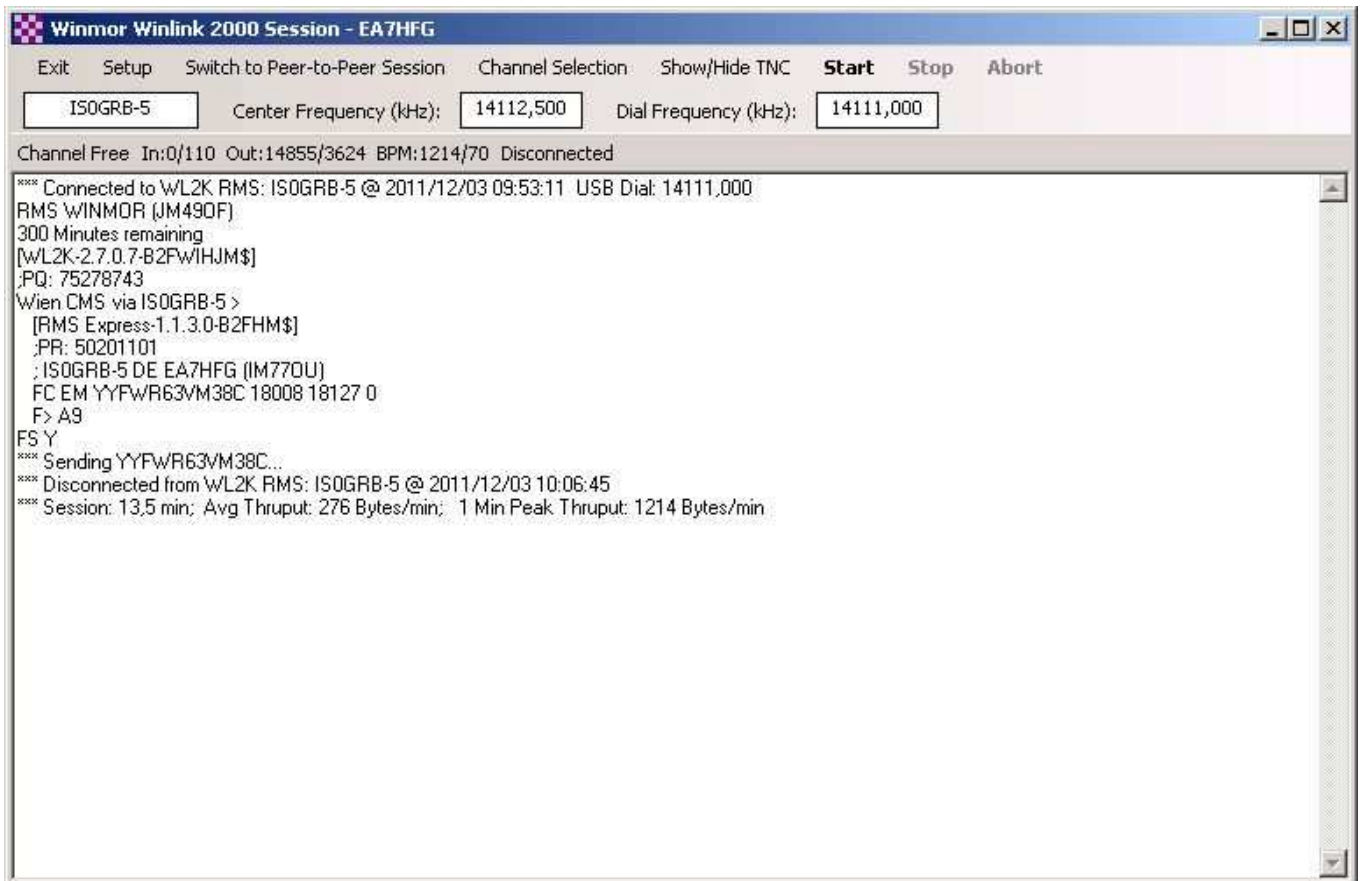 Winmor Winlink 2000 Session - EA7HFG
Exit Setup Switch to Peer-to-Peer Session Channel Selection Show/Hide TNC Start Stop Abort
IS0GRB-5 Center Frequency (kHz): 14112,500 Dial Frequency (kHz): 14111,000
Channel Free In:0/110 Out:14855/3624 BPM:1214/70 Disconnected
*** Connected to WL2K RMS: IS0GRB-5 @ 2011/12/03 09:53:11 USB Dial: 14111,000
RMS WINMOR (JM49OF)
300 Minutes remaining
[WL2K-2.7.0.7-B2FWIHJM$]
;PQ: 75278743
Wien CMS via IS0GRB-5 >
[RMS Express-1.1.3.0-B2FHM$]
;PR: 50201101
; IS0GRB-5 DE EA7HFG (IM77OU)
FC EM YYFWR63VM38C 18008 18127 0
F> A9
FS Y
*** Sending YYFWR63VM38C...
*** Disconnected from WL2K RMS: IS0GRB-5 @ 2011/12/03 10:06:45
*** Session: 13,5 min; Avg Thruput: 276 Bytes/min; 1 Min Peak Thruput: 1214 Bytes/min